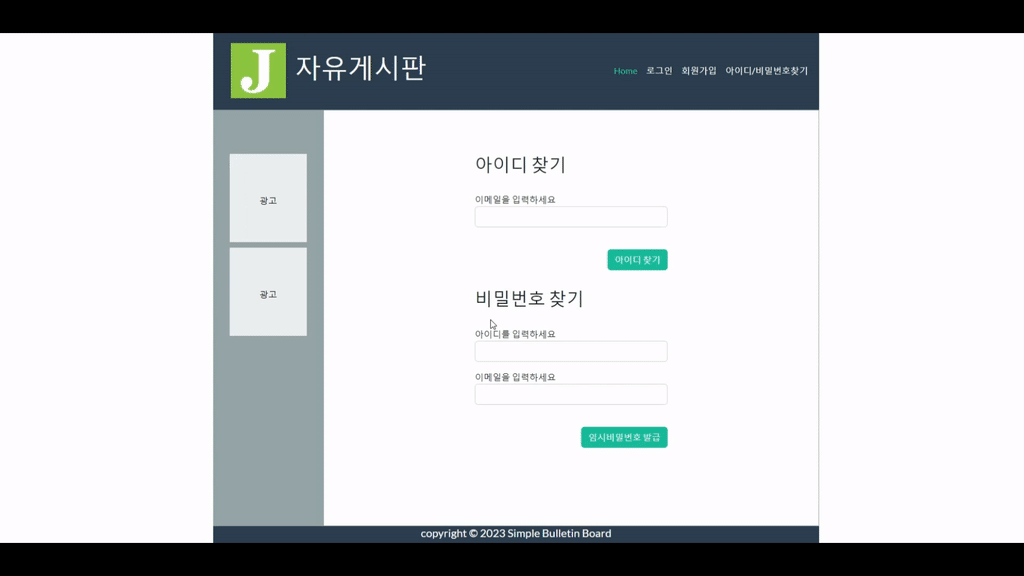 J 자유게시판
Home 로그인 회원가입 아이디/비밀번호찾기
광고
광고
아이디 찾기
이메일을 입력하세요
아이디 찾기
비밀번호 찾기
아이디를 입력하세요
이메일을 입력하세요
임시비밀번호 발급
copyright © 2023 Simple Bulletin Board